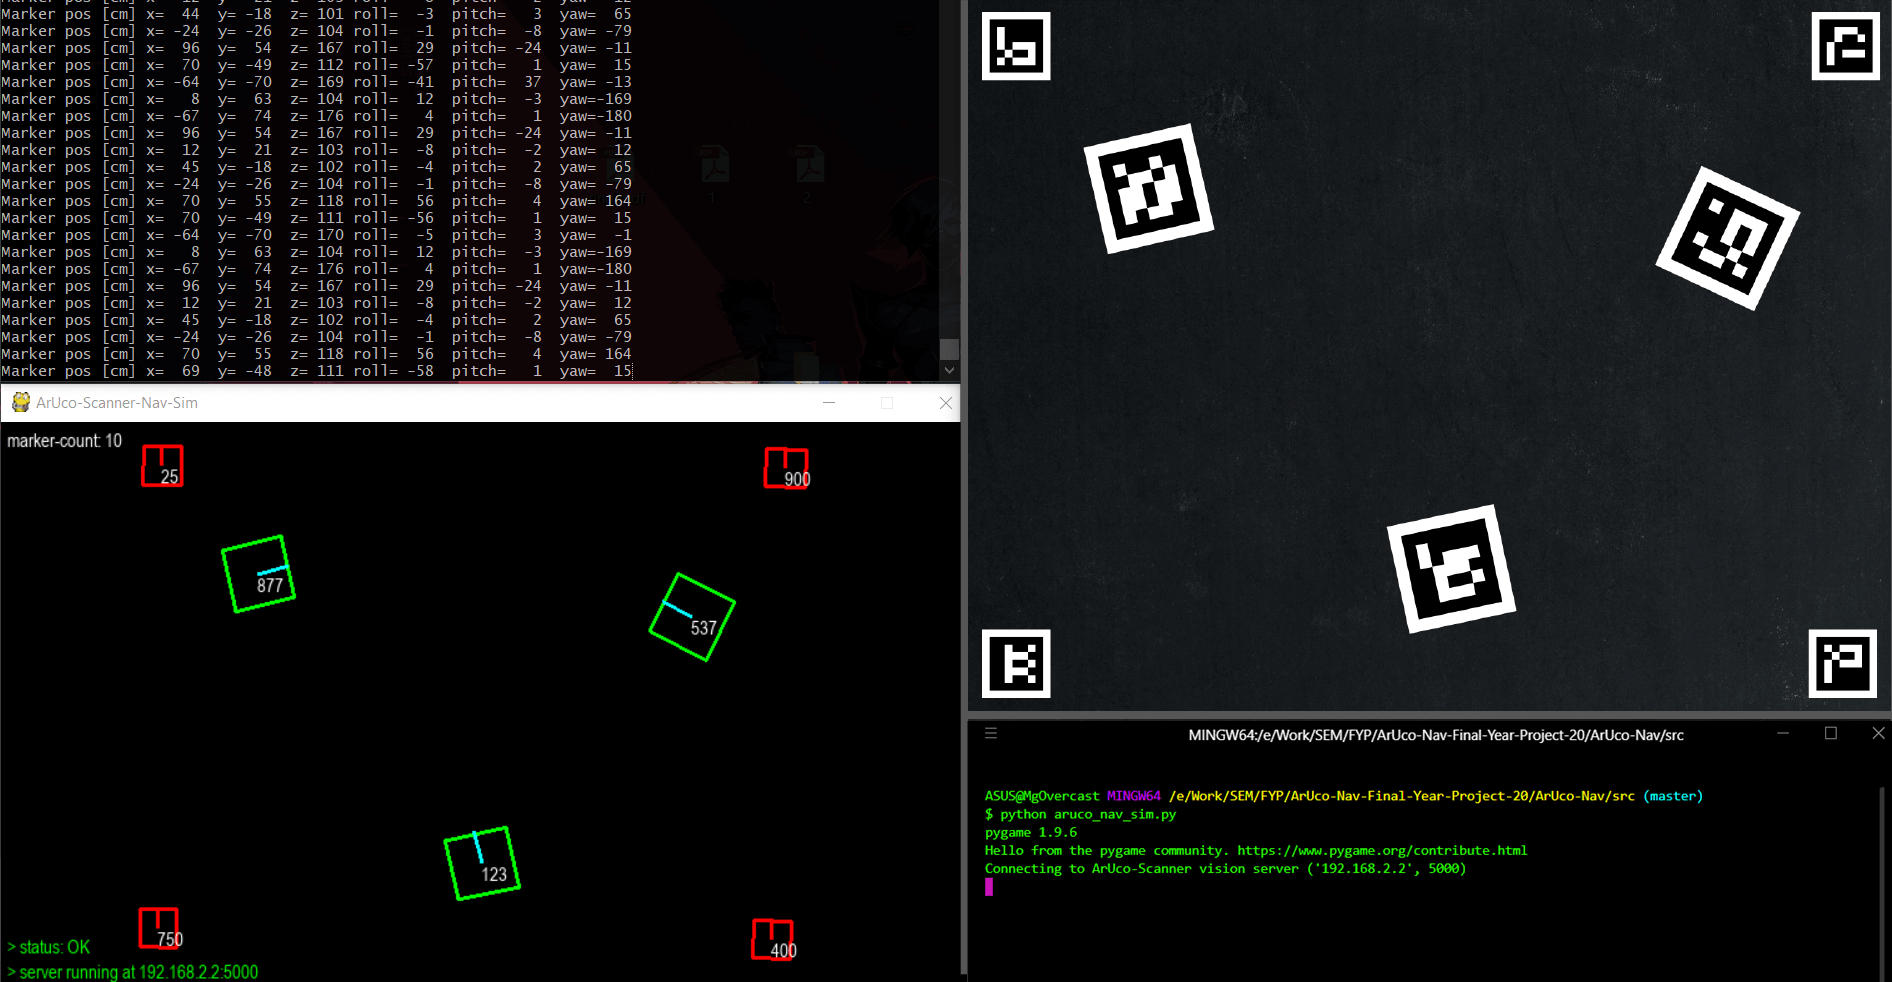 Marker pos [cm] x=  44  y= -18  z= 101 roll=  -3  pitch=   3  yaw=  65
Marker pos [cm] x= -24  y= -26  z= 104 roll=  -1  pitch=  -8  yaw= -79
Marker pos [cm] x=  96  y=  54  z= 167 roll=  29  pitch= -24  yaw= -11
Marker pos [cm] x=  70  y= -49  z= 112 roll= -57  pitch=   1  yaw=  15
Marker pos [cm] x= -64  y= -70  z= 169 roll= -41  pitch=  37  yaw= -13
Marker pos [cm] x=   8  y=  63  z= 104 roll=  12  pitch=  -3  yaw=-169
Marker pos [cm] x= -67  y=  74  z= 176 roll=   4  pitch=   1  yaw=-180
Marker pos [cm] x=  96  y=  54  z= 167 roll=  29  pitch= -24  yaw= -11
Marker pos [cm] x=  12  y=  21  z= 103 roll=  -8  pitch=  -2  yaw=  12
Marker pos [cm] x=  45  y= -18  z= 102 roll=  -4  pitch=   2  yaw=  65
Marker pos [cm] x= -24  y= -26  z= 104 roll=  -1  pitch=  -8  yaw= -79
Marker pos [cm] x=  70  y=  55  z= 118 roll=  56  pitch=   4  yaw= 164
Marker pos [cm] x=  70  y= -49  z= 111 roll= -56  pitch=   1  yaw=  15
Marker pos [cm] x= -64  y= -70  z= 170 roll=  -5  pitch=   3  yaw=  -1
Marker pos [cm] x=   8  y=  63  z= 104 roll=  12  pitch=  -3  yaw=-169
Marker pos [cm] x= -67  y=  74  z= 176 roll=   4  pitch=   1  yaw=-180
Marker pos [cm] x=  96  y=  54  z= 167 roll=  29  pitch= -24  yaw= -11
Marker pos [cm] x=  12  y=  21  z= 103 roll=  -8  pitch=  -2  yaw=  12
Marker pos [cm] x=  45  y= -18  z= 102 roll=  -4  pitch=   2  yaw=  65
Marker pos [cm] x= -24  y= -26  z= 104 roll=  -1  pitch=  -8  yaw= -79
Marker pos [cm] x=  70  y=  55  z= 118 roll=  56  pitch=   4  yaw= 164
Marker pos [cm] x=  69  y= -48  z= 111 roll= -58  pitch=   1  yaw=  15
1
2
ArUco-Scanner-Nav-Sim
marker-count: 10
25
900
877
537
123
750
400
> status: OK
> server running at 192.168.2.2:5000
MINGW64:/e/Work/SEM/FYP/ArUco-Nav-Final-Year-Project-20/ArUco-Nav/src
ASUS@MgOvercast MINGW64 /e/Work/SEM/FYP/ArUco-Nav-Final-Year-Project-20/ArUco-Nav/src (master)
$ python aruco_nav_sim.py
pygame 1.9.6
Hello from the pygame community. https://www.pygame.org/contribute.html
Connecting to ArUco-Scanner vision server ('192.168.2.2', 5000)